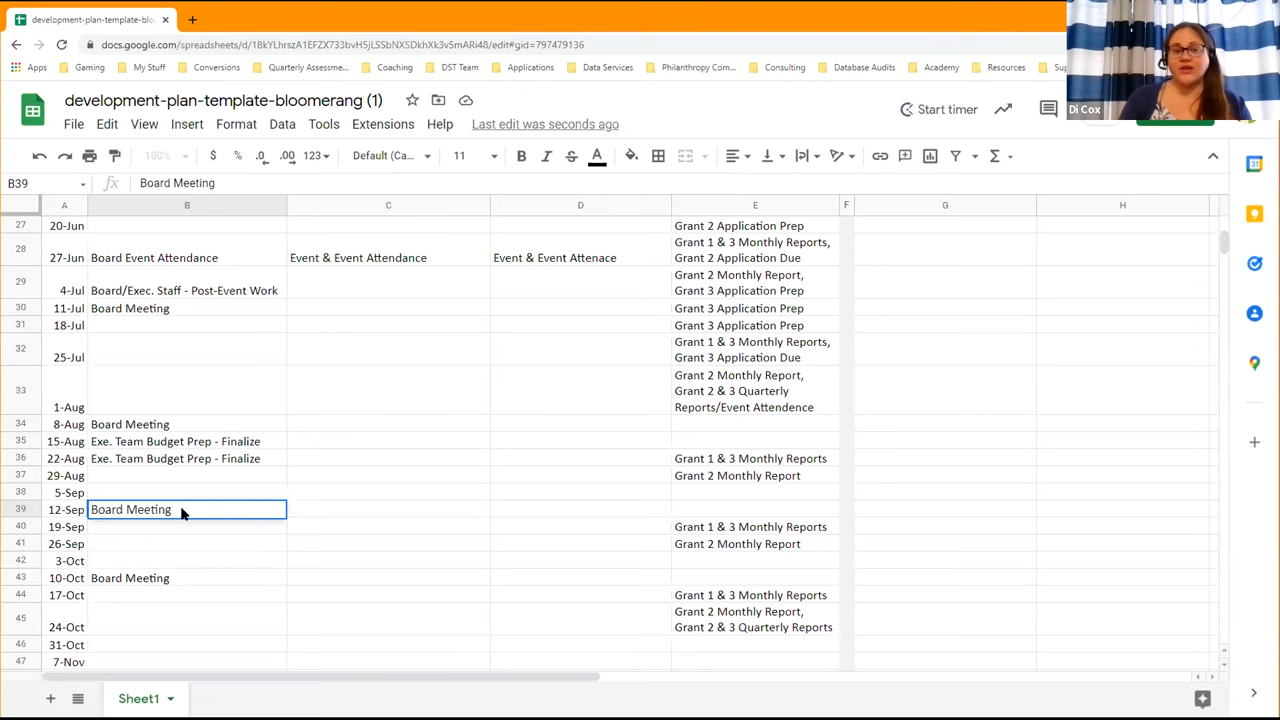 development-plan-template-bloo
docs.google.com/spreadsheets/d/1BkYLhrszA1EFZX733bvH5jLSSbNXSDkhXk3v5mARi48/edit#gid=797479136
Apps Gaming My Stuff Conversions Quarterly Assessme... Coaching DST Team Applications Data Services Philanthropy Com... Consulting Database Audits Academy Resources Sup
Di Cox
development-plan-template-bloomerang (1)
Start timer
File Edit View Insert Format Data Tools Extensions Help Last edit was seconds ago
100% $ % .0 .00 123 Default (Ca... 11 B I S A
B39 fx Board Meeting
A B C D E F G H
27 20-Jun Grant 2 Application Prep
Grant 1 & 3 Monthly Reports,
28 27-Jun Board Event Attendance Event & Event Attendance Event & Event Attenace Grant 2 Application Due
Grant 2 Monthly Report,
29 4-Jul Board/Exec. Staff - Post-Event Work Grant 3 Application Prep
30 11-Jul Board Meeting Grant 3 Application Prep
31 18-Jul Grant 3 Application Prep
Grant 1 & 3 Monthly Reports,
32 25-Jul Grant 3 Application Due
Grant 2 Monthly Report,
33 Grant 2 & 3 Quarterly
1-Aug Reports/Event Attendence
34 8-Aug Board Meeting
35 15-Aug Exe. Team Budget Prep - Finalize
36 22-Aug Exe. Team Budget Prep - Finalize Grant 1 & 3 Monthly Reports
37 29-Aug Grant 2 Monthly Report
38 5-Sep
39 12-Sep Board Meeting
40 19-Sep Grant 1 & 3 Monthly Reports
41 26-Sep Grant 2 Monthly Report
42 3-Oct
43 10-Oct Board Meeting
44 17-Oct Grant 1 & 3 Monthly Reports
Grant 2 Monthly Report,
45 24-Oct Grant 2 & 3 Quarterly Reports
46 31-Oct
47 7-Nov
Sheet1
31